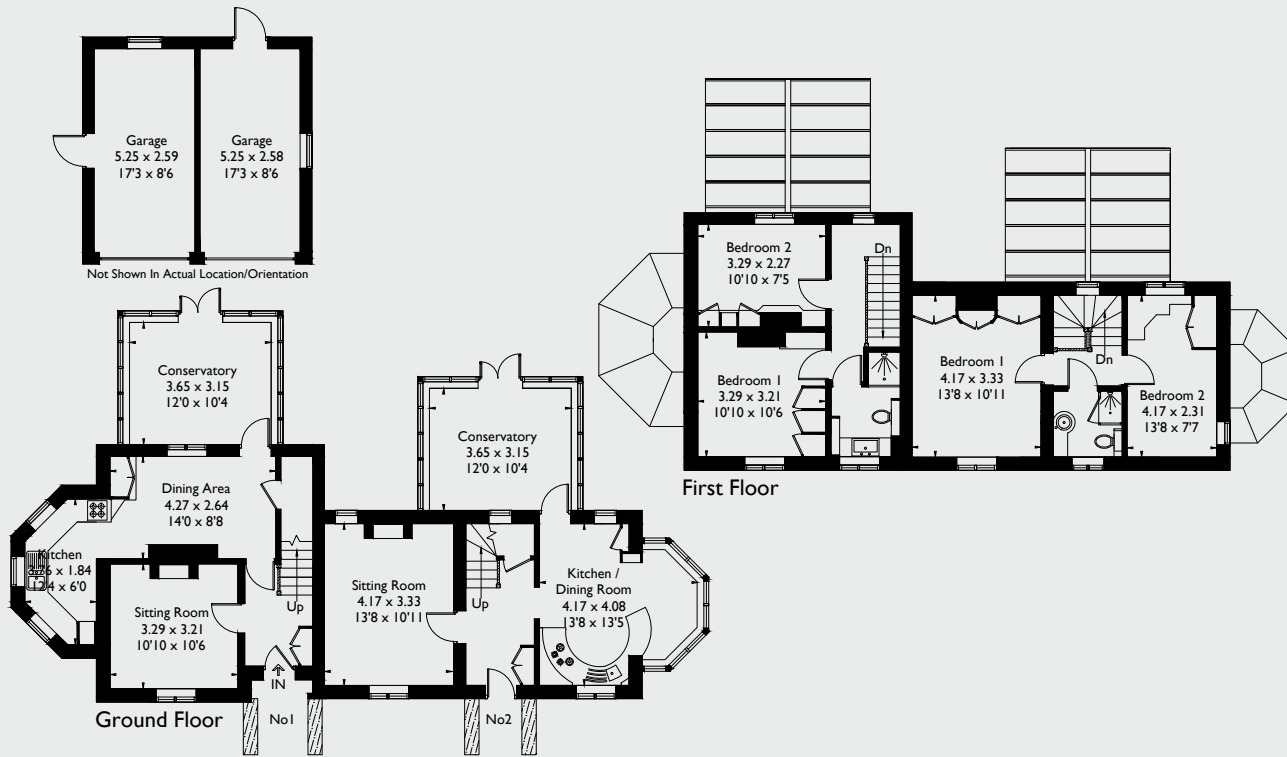 Garage
5.25 x 2.59
17'3 x 8'6
Garage
5.25 x 2.58
17'3 x 8'6
Not Shown In Actual Location/Orientation
Conservatory
3.65 x 3.15
12'0 x 10'4
Dining Area
4.27 x 2.64
14'0 x 8'8
Kitchen
x 1.84
x 6'0
Sitting Room
3.29 x 3.21
10'10 x 10'6
Up
IN
No1
Ground Floor
Conservatory
3.65 x 3.15
12'0 x 10'4
Sitting Room
4.17 x 3.33
13'8 x 10'11
Up
Kitchen /
Dining Room
4.17 x 4.08
13'8 x 13'5
No2
Bedroom 2
3.29 x 2.27
10'10 x 7'5
Dn
Bedroom 1
3.29 x 3.21
10'10 x 10'6
Bedroom 1
4.17 x 3.33
13'8 x 10'11
Dn
Bedroom 2
4.17 x 2.31
13'8 x 7'7
First Floor